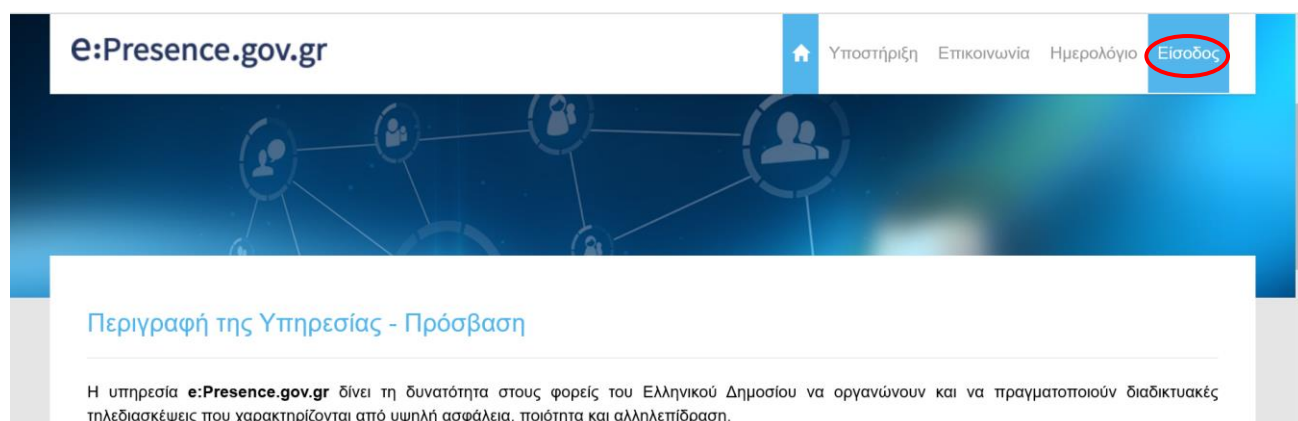 e:Presence.gov.gr
Υποστήριξη Επικοινωνία Ημερολόγιο Είσοδος
Περιγραφή της Υπηρεσίας - Πρόσβαση
Η υπηρεσία e:Presence.gov.gr δίνει τη δυνατότητα στους φορείς του Ελληνικού Δημοσίου να οργανώνουν και να πραγματοποιούν διαδικτυακές
τηλεδιασκέψεις που χαρακτηρίζονται από υψηλή ασφάλεια, ποιότητα και αλληλεπίδραση.